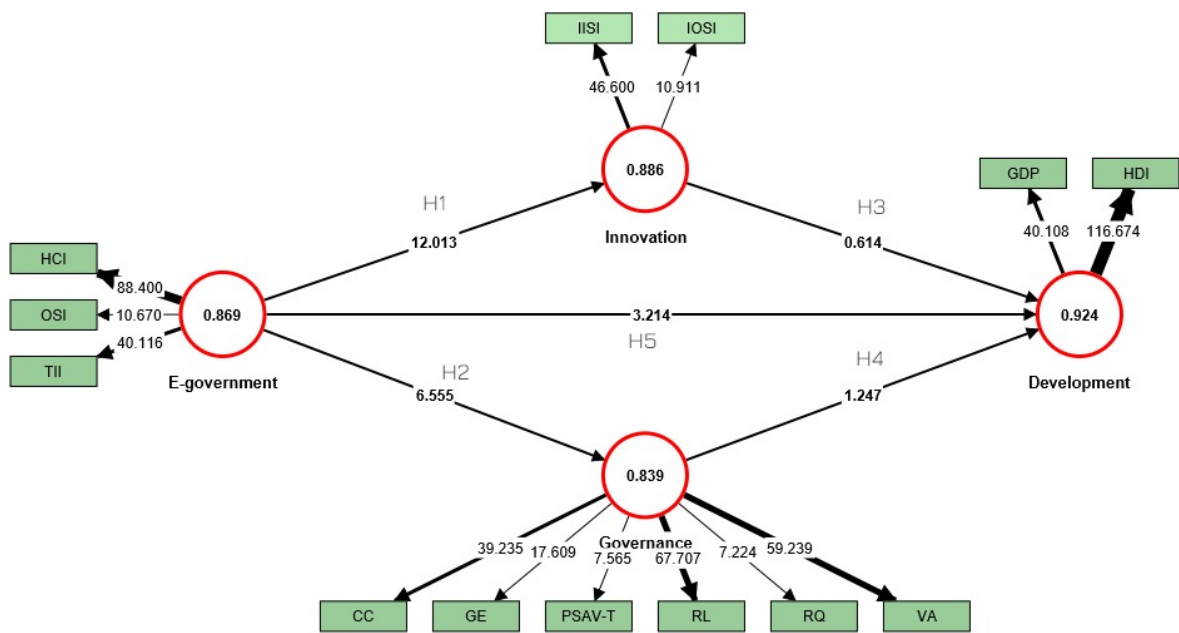 IISI IOSI
46.600 10.911
0.886
Innovation
GDP HDI
40.108 116.674
H1
12.013
H3
0.614
HCI
OSI
TII
88.400
10.670
40.116
0.869
E-government
3.214
H5
0.924
Development
H2
6.555
H4
1.247
0.839
Governance
39.235 17.609 7.565 67.707 7.224 59.239
CC GE PSAV-T RL RQ VA